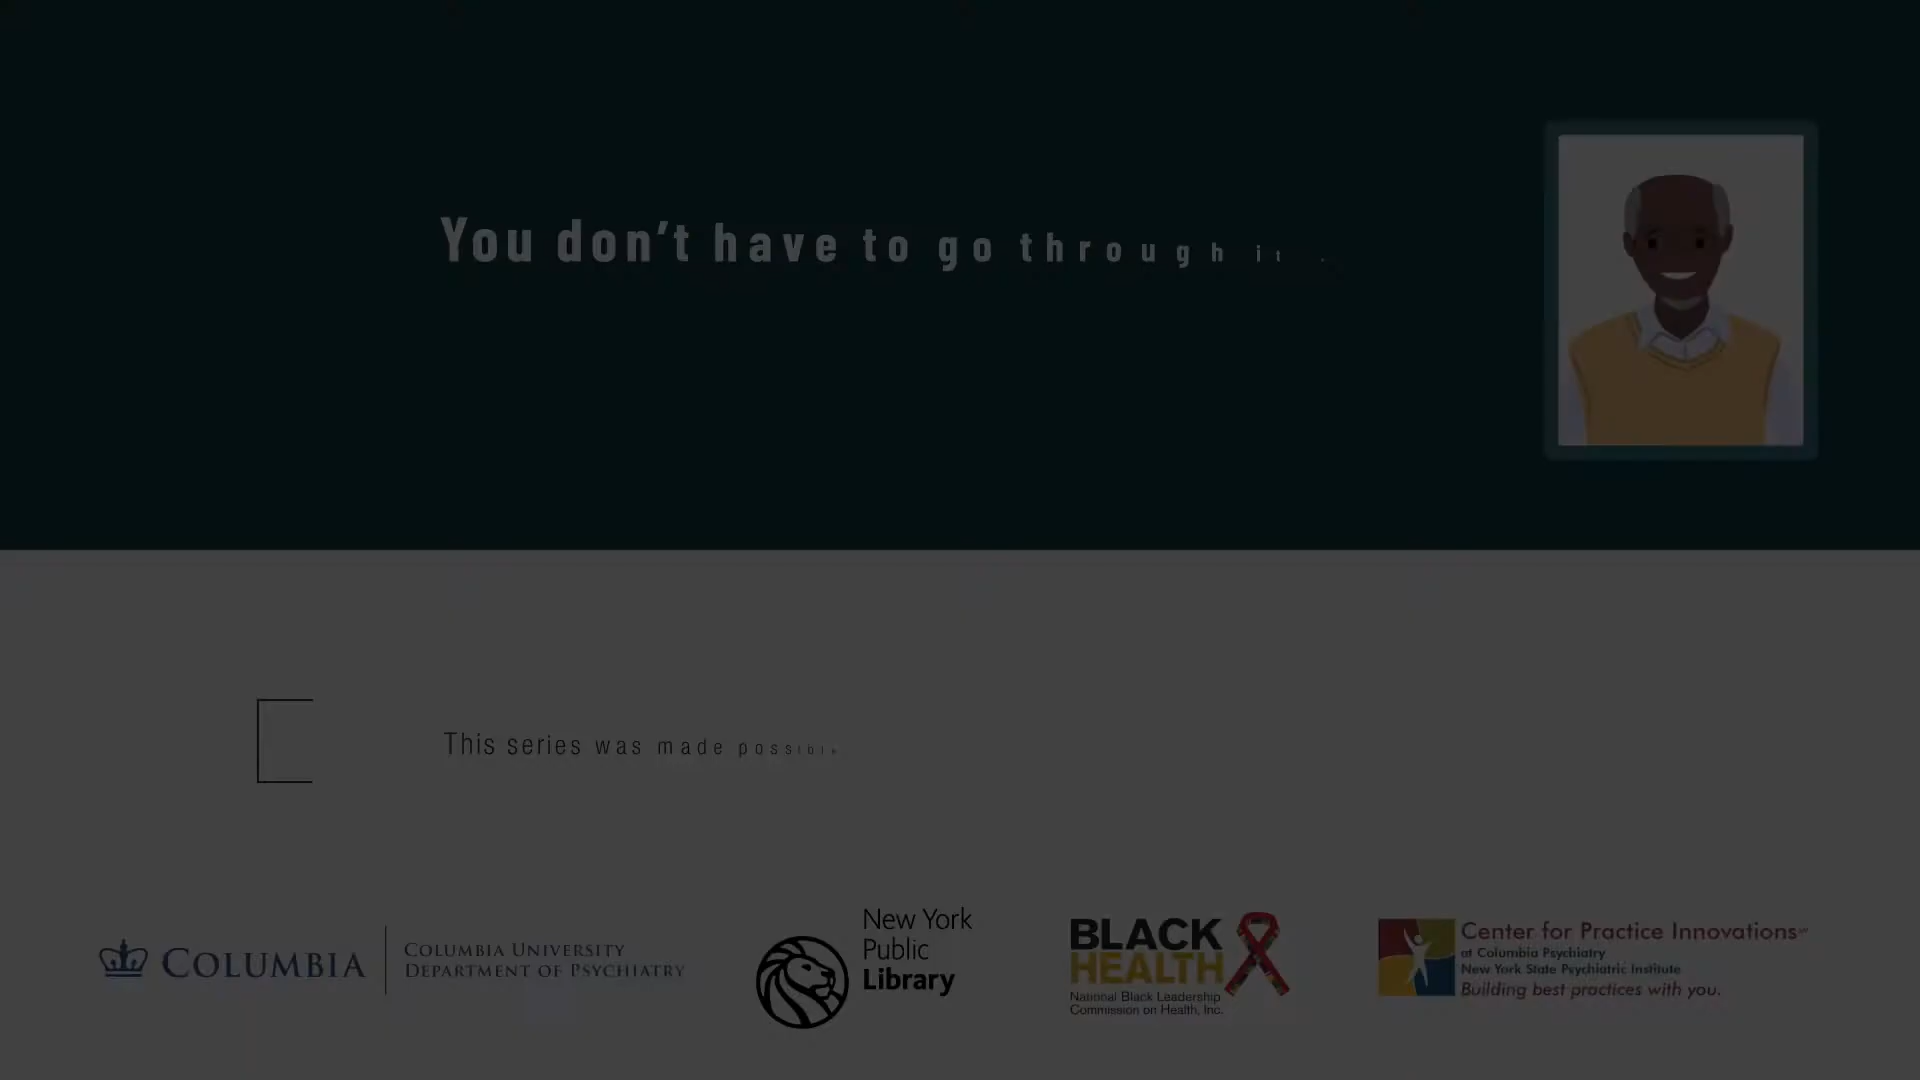 You don't have to go through it
This series was made possible
COLUMBIA
COLUMBIA UNIVERSITY
DEPARTMENT OF PSYCHIATRY
New York
Public
Library
BLACK
HEALTH
National Black Leadership
Commission on Health, Inc.
Center for Practice Innovations
at Columbia Psychiatry
New York State Psychiatric Institute
Building best practices with you.